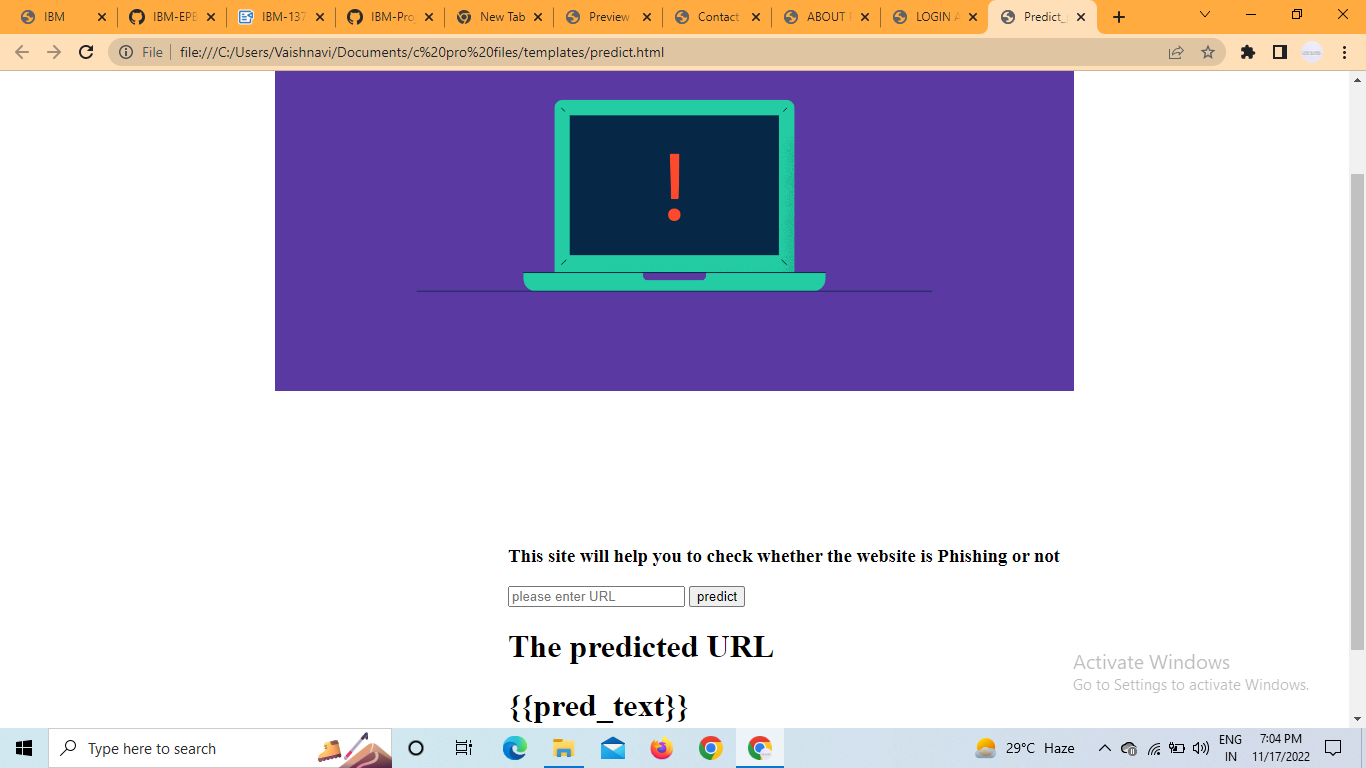 IBM
IBM-EPB
IBM-137
IBM-Pro
New Tab
Preview
Contact
ABOUT
LOGIN A
Predict_
File
file:///C:/Users/Vaishnavi/Documents/c%20pro%20files/templates/predict.html
!
This site will help you to check whether the website is Phishing or not
please enter URL
predict
The predicted URL
{{pred_text}}
Activate Windows
Go to Settings to activate Windows.
Type here to search
29°C Haze
ENG
IN
7:04 PM
11/17/2022